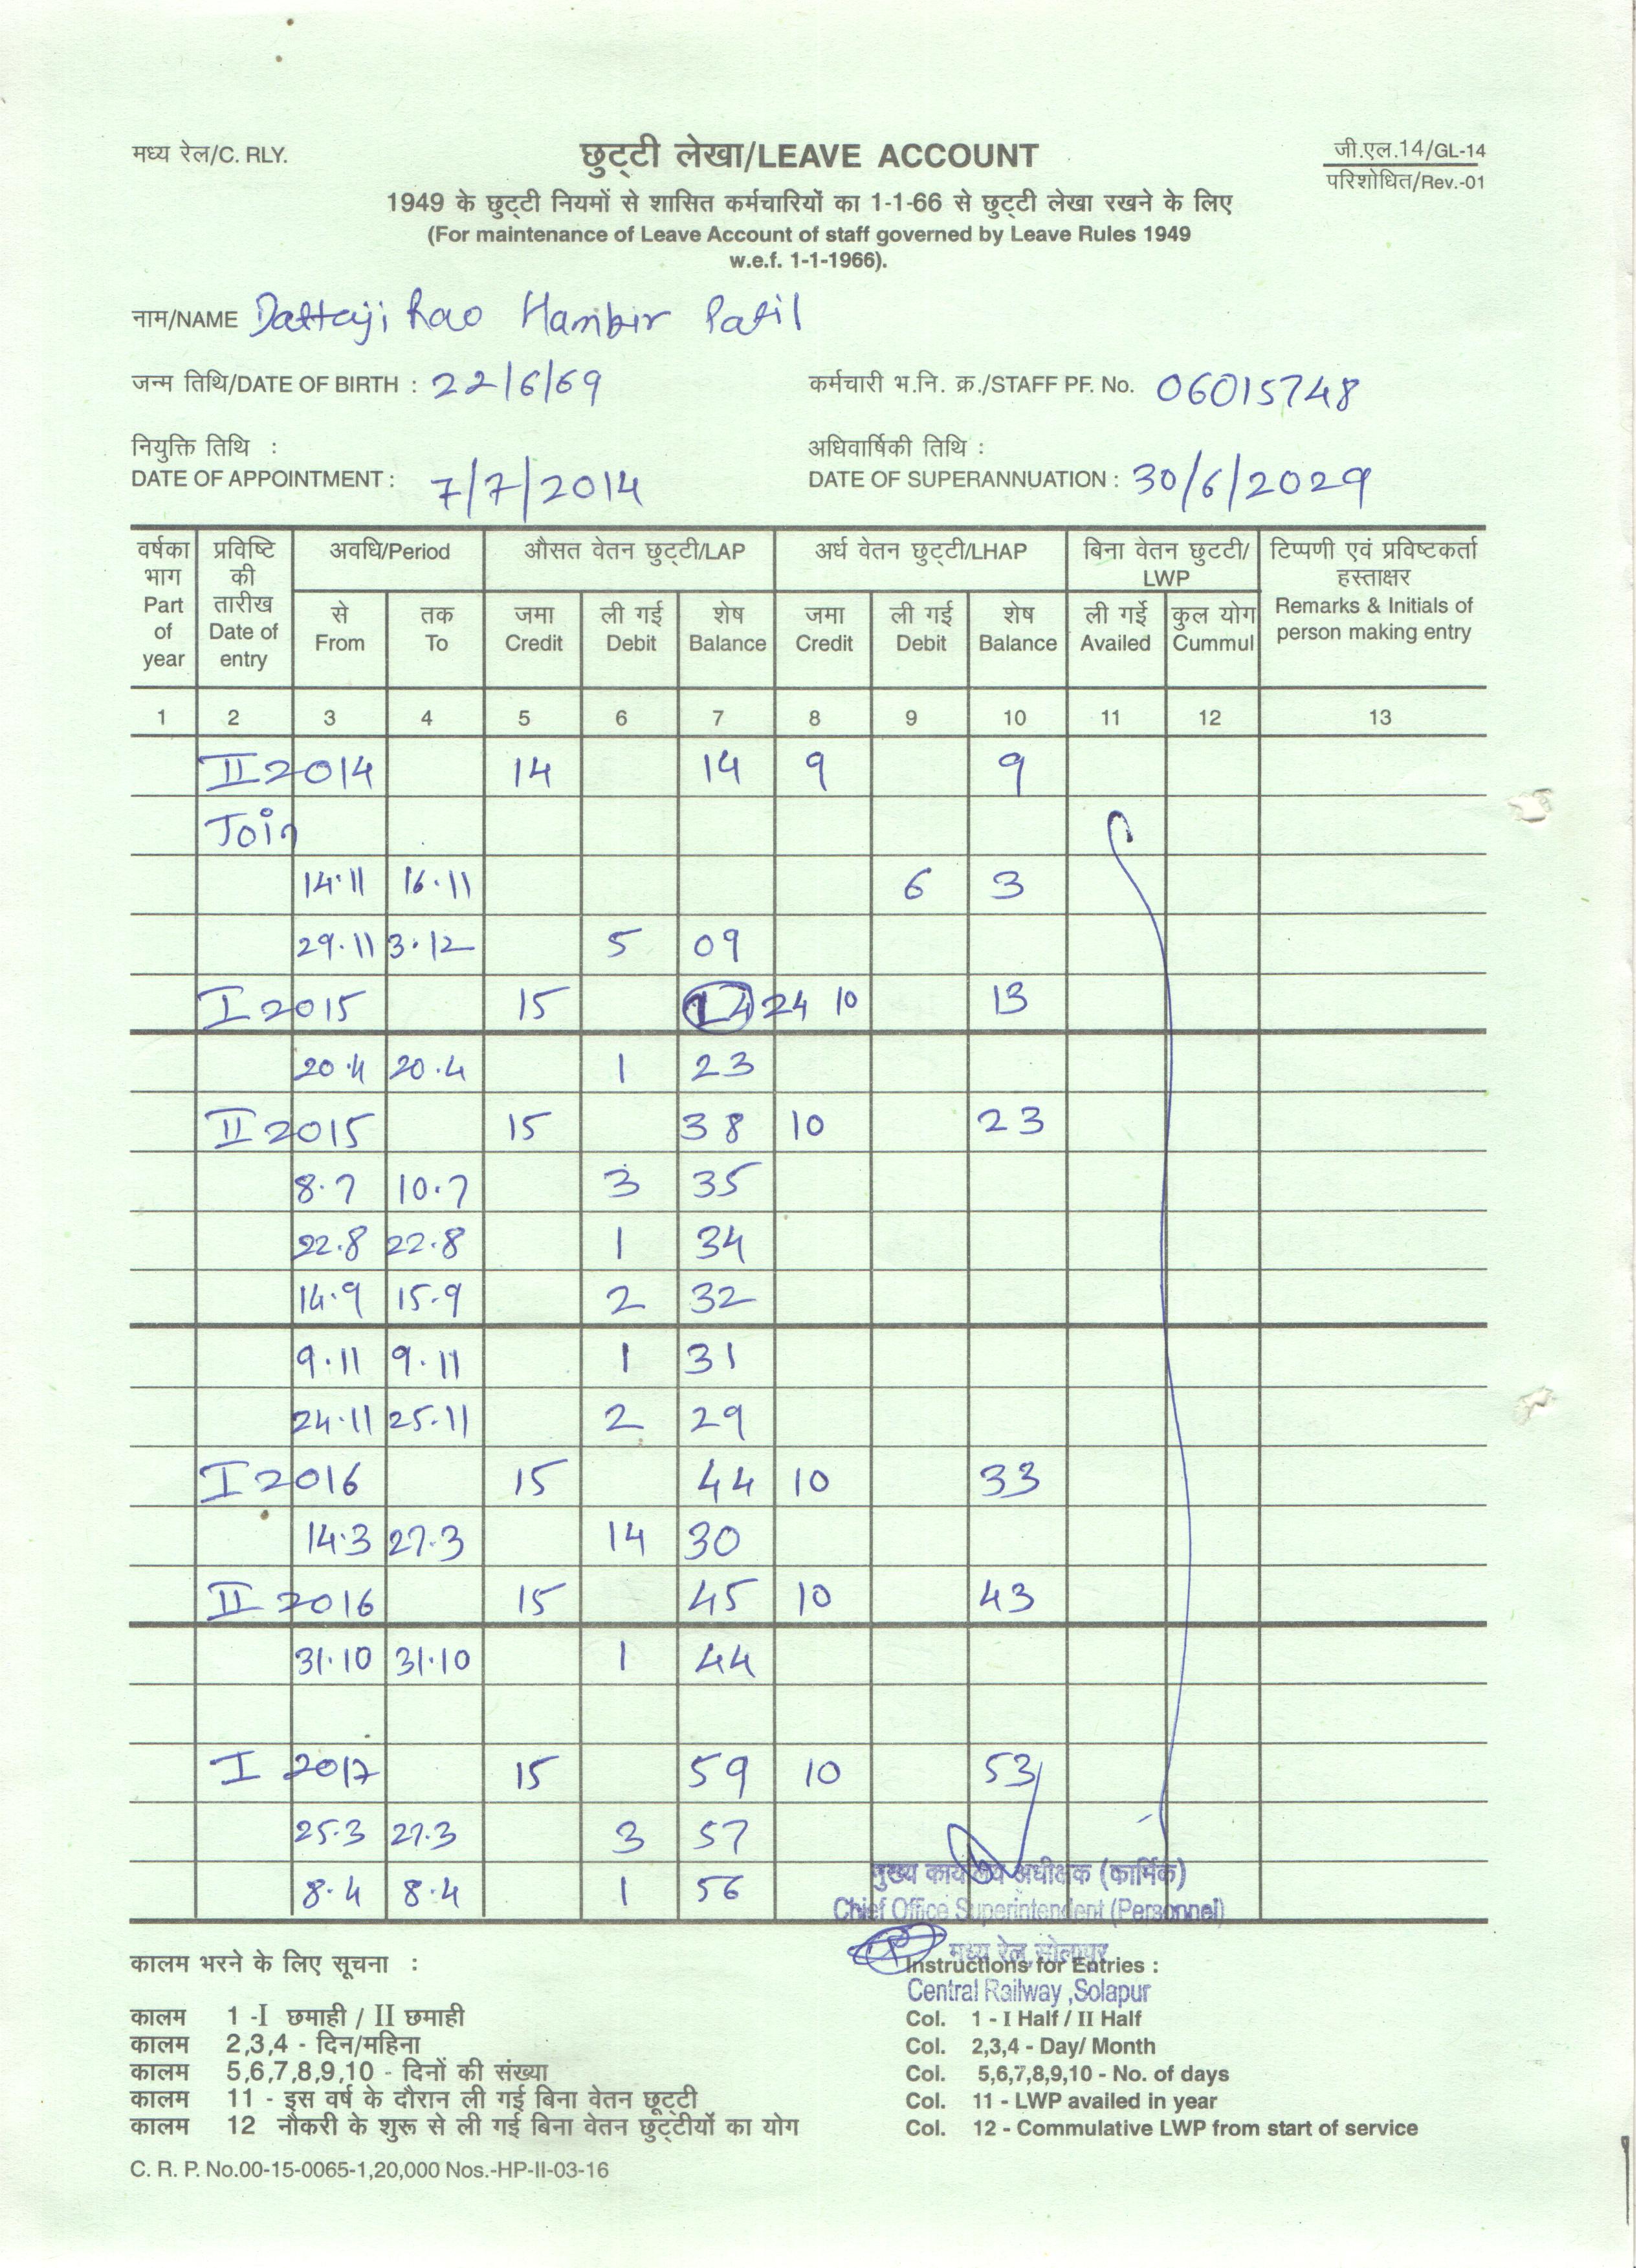 मध्य रेल/C. RLY.
छुट्टी लेखा/LEAVE ACCOUNT
जी.एल.14/GL-14
परिशोधित/Rev.-01
1949 के छुट्टी नियमों से शासित कर्मचारियों का 1-1-66 से छुट्टी लेखा रखने के लिए
(For maintenance of Leave Account of staff governed by Leave Rules 1949
w.e.f. 1-1-1966).
नाम/NAME Dattaji Rao Hambir Patil
जन्म तिथि/DATE OF BIRTH : 22/6/69
कर्मचारी भ.नि. क्र./STAFF PF. No. 06015748
नियुक्ति तिथि :
DATE OF APPOINTMENT : 7/7/2014
अधिवार्षिकी तिथि :
DATE OF SUPERANNUATION : 30/6/2029
वर्षका भाग Part of year
प्रविष्टि की तारीख Date of entry
अवधि/Period
औसत वेतन छुट्टी/LAP
अर्ध वेतन छुट्टी/LHAP
बिना वेतन छुटटी/LWP
टिप्पणी एवं प्रविष्टकर्ता हस्ताक्षर Remarks & Initials of person making entry
से From
तक To
जमा Credit
ली गई Debit
शेष Balance
जमा Credit
ली गई Debit
शेष Balance
ली गईे Availed
कुल योग Cummul
1 2 3 4 5 6 7 8 9 10 11 12 13
II 2014 14 14 9 9
Join
14.11 16.11 6 3
29.11 3.12 5 09
I 2015 15 24 10 13
20.4 20.4 1 23
II 2015 15 38 10 23
8.7 10.7 3 35
22.8 22.8 1 34
14.9 15.9 2 32
9.11 9.11 1 31
24.11 25.11 2 29
I 2016 15 44 10 33
14.3 27.3 14 30
II 2016 15 45 10 43
31.10 31.10 1 44
I 2017 15 59 10 53
25.3 27.3 3 57
8.4 8.4 1 56
मुख्य कार्यालय अधीक्षक (कार्मिक)
Chief Office Superintendent (Personnel)
मध्य रेल, सोलापूर
Central Railway ,Solapur
कालम भरने के लिए सूचना :
कालम 1 -I छमाही / II छमाही
कालम 2,3,4 - दिन/महिना
कालम 5,6,7,8,9,10 - दिनों की संख्या
कालम 11 - इस वर्ष के दौरान ली गई बिना वेतन छूट्टी
कालम 12 नौकरी के शुरू से ली गई बिना वेतन छुट्टीयों का योग
Instructions for Entries :
Col. 1 - I Half / II Half
Col. 2,3,4 - Day/ Month
Col. 5,6,7,8,9,10 - No. of days
Col. 11 - LWP availed in year
Col. 12 - Commulative LWP from start of service
C. R. P. No.00-15-0065-1,20,000 Nos.-HP-II-03-16